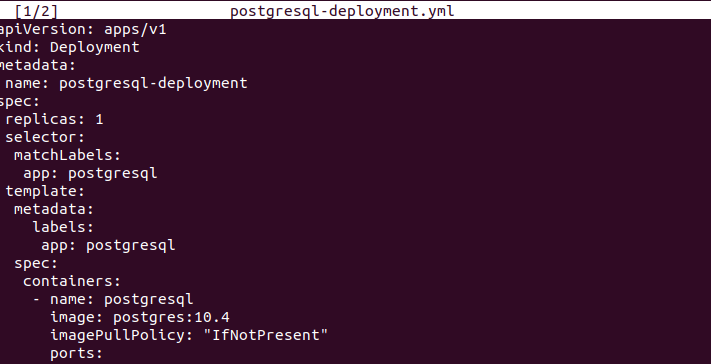 [1/2] postgresql-deployment.yml
apiVersion: apps/v1
kind: Deployment
metadata:
 name: postgresql-deployment
spec:
 replicas: 1
 selector:
  matchLabels:
   app: postgresql
 template:
  metadata:
    labels:
     app: postgresql
  spec:
   containers:
    - name: postgresql
      image: postgres:10.4
      imagePullPolicy: "IfNotPresent"
      ports: